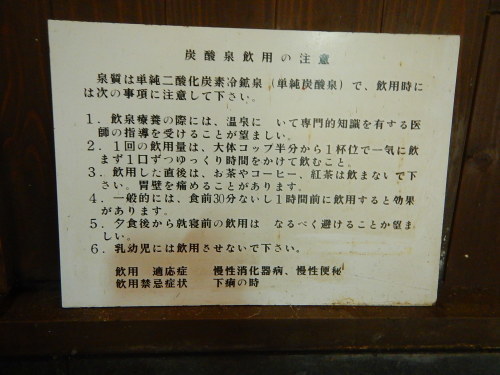 炭酸泉飲用の注意
泉質は単純二酸化炭素冷鉱泉（単純炭酸泉）で、飲用時に
は次の事項に注意して下さい。
１．飲泉療養の際には、温泉に いて専門的知識を有する医
師の指導を受けることが望ましい。
２．１回の飲用量は、大体コップ半分から１杯位で一気に飲
まず１口ずつゆっくり時間をかけて飲むこと。
３．飲用した直後は、お茶やコーヒー、紅茶は飲まないで下
さい。胃壁を痛めることがあります。
４．一般的には、食前30分ないし１時間前に飲用すると効果
があります。
５．夕食後から就寝前の飲用は なるべく避けることか望ま
しい。
６．乳幼児には飲用させないで下さい。
飲用 適応症 慢性消化器病、慢性便秘
飲用禁忌症状 下痢の時